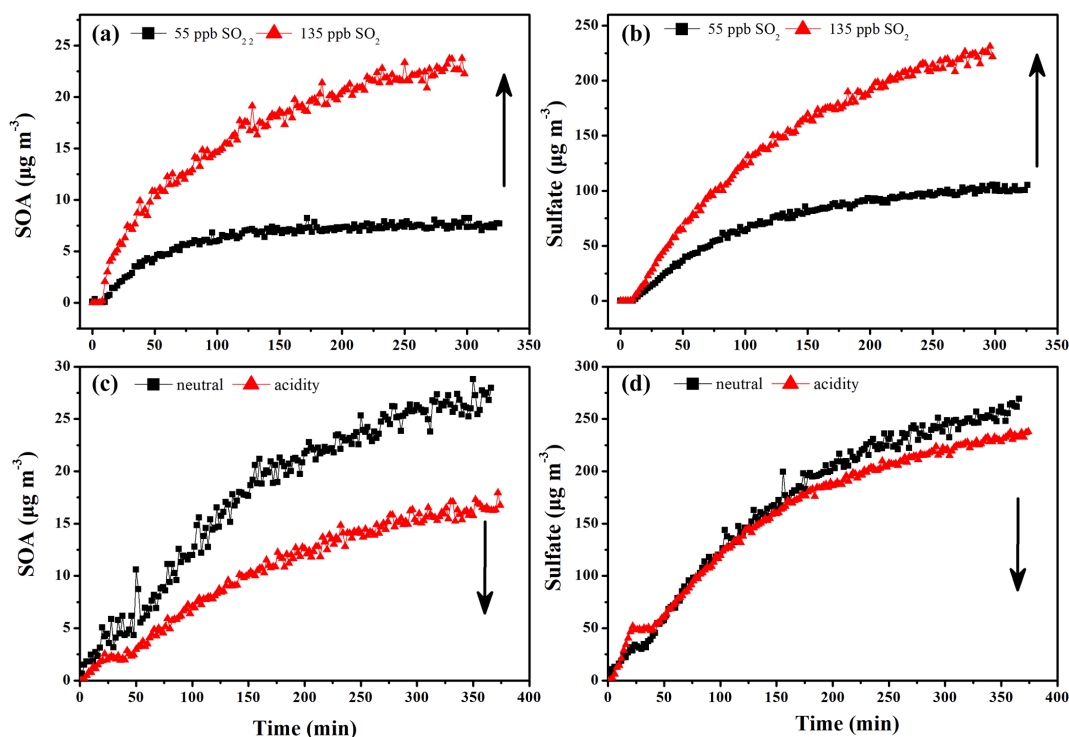 (a) 55 ppb SO₂ ₂ 135 ppb SO₂
25
20
15
10
5
0
SOA (µg m⁻³)
0 50 100 150 200 250 300 350
(b) 55 ppb SO₂ 135 ppb SO₂
250
200
150
100
50
0
Sulfate (µg m⁻³)
0 50 100 150 200 250 300 350
(c) neutral acidity
30
25
20
15
10
5
0
SOA (µg m⁻³)
0 50 100 150 200 250 300 350 400
Time (min)
(d) neutral acidity
300
250
200
150
100
50
0
Sulfate (µg m⁻³)
0 50 100 150 200 250 300 350 400
Time (min)